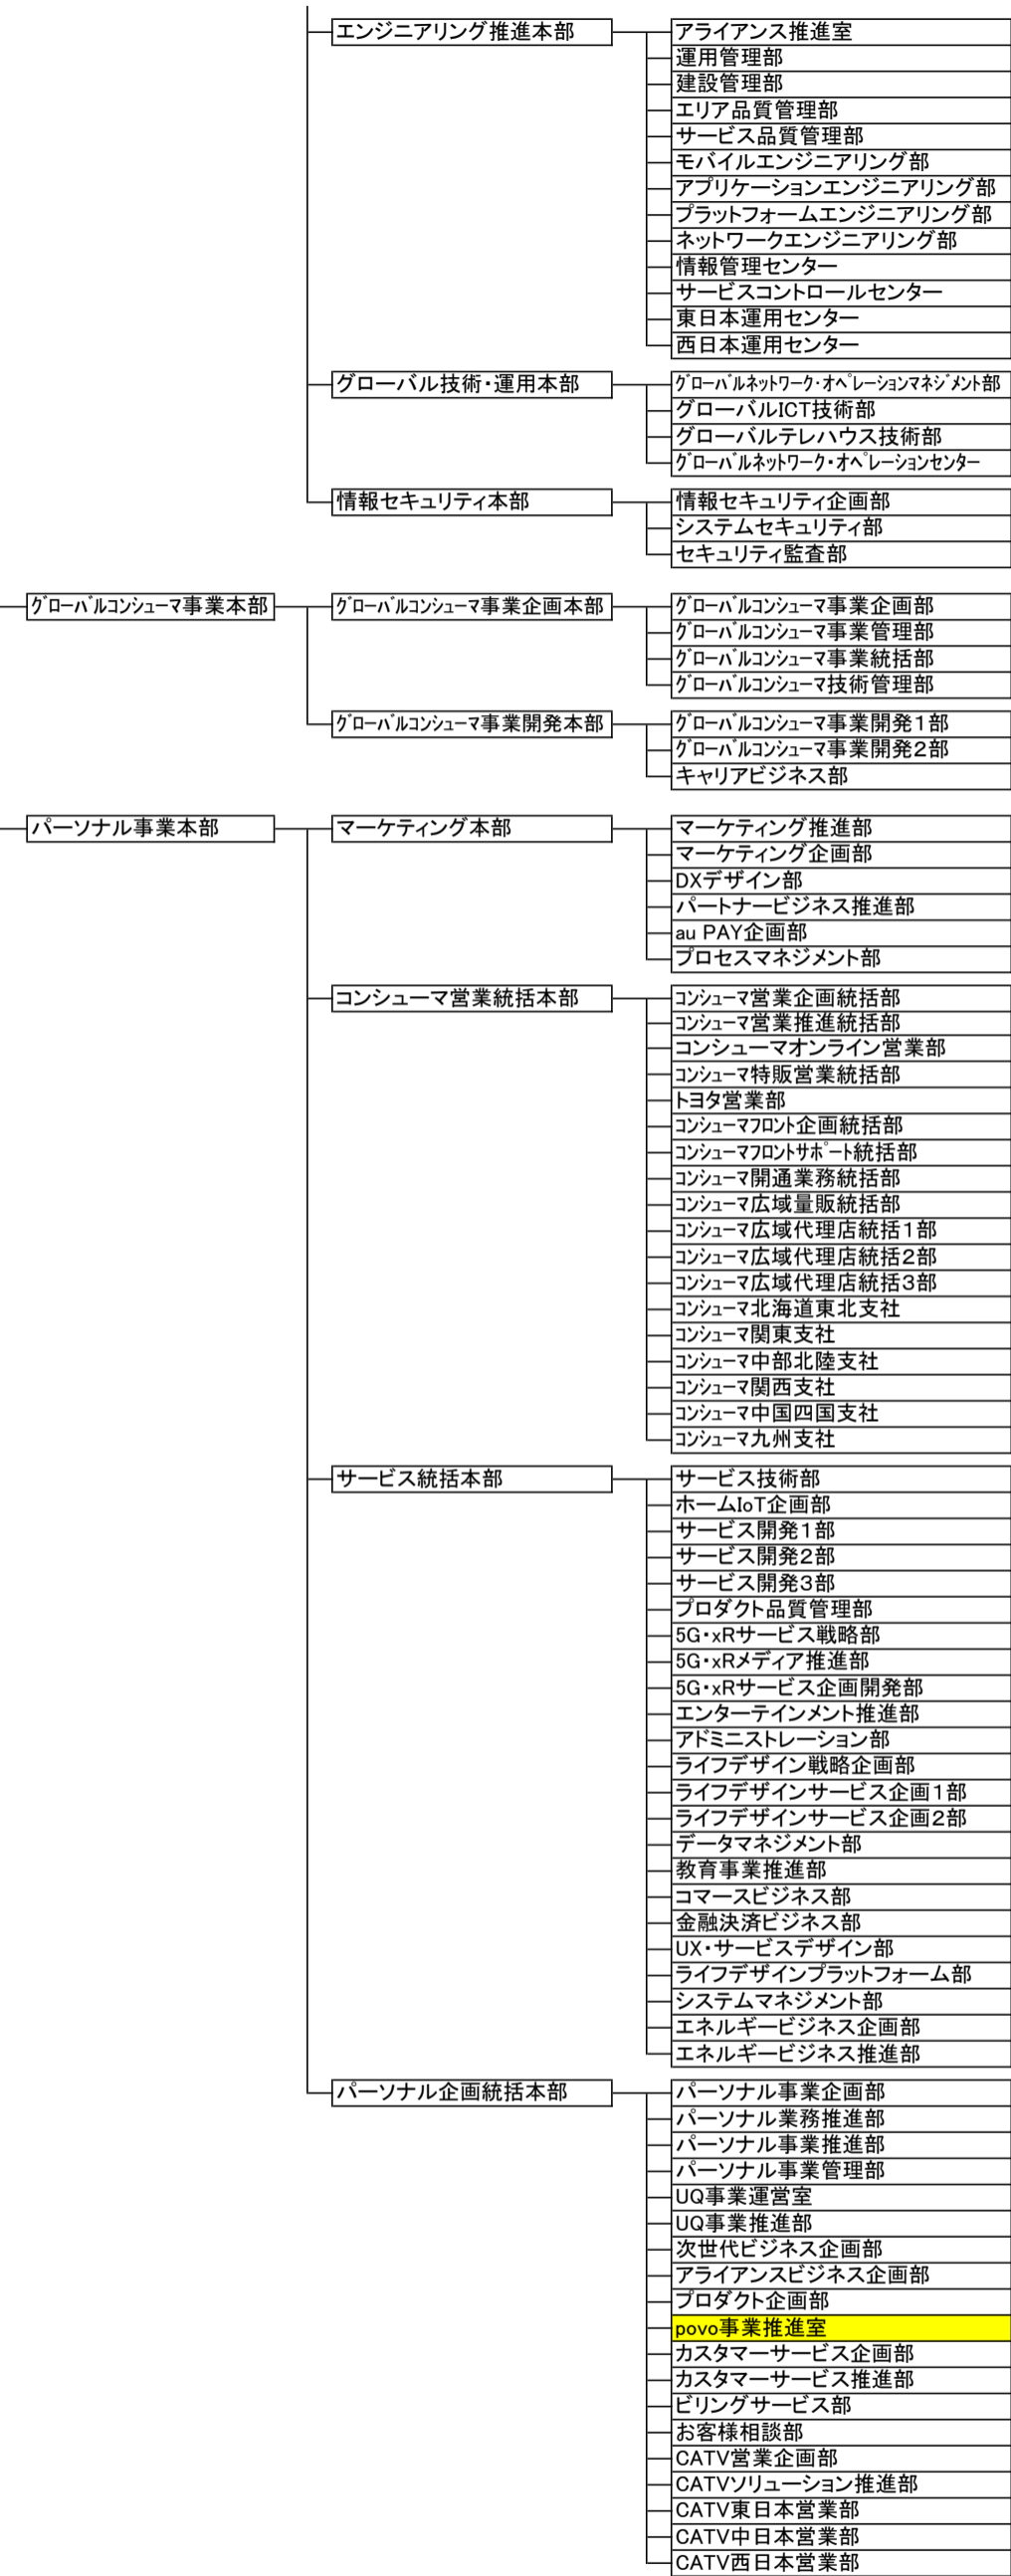 エンジニアリング推進本部
アライアンス推進室
運用管理部
建設管理部
エリア品質管理部
サービス品質管理部
モバイルエンジニアリング部
アプリケーションエンジニアリング部
プラットフォームエンジニアリング部
ネットワークエンジニアリング部
情報管理センター
サービスコントロールセンター
東日本運用センター
西日本運用センター
グローバル技術・運用本部
グローバルネットワーク・オペレーションマネジメント部
グローバルICT技術部
グローバルテレハウス技術部
グローバルネットワーク・オペレーションセンター
情報セキュリティ本部
情報セキュリティ企画部
システムセキュリティ部
セキュリティ監査部
グローバルコンシューマ事業本部
グローバルコンシューマ事業企画本部
グローバルコンシューマ事業企画部
グローバルコンシューマ事業管理部
グローバルコンシューマ事業統括部
グローバルコンシューマ技術管理部
グローバルコンシューマ事業開発本部
グローバルコンシューマ事業開発1部
グローバルコンシューマ事業開発2部
キャリアビジネス部
パーソナル事業本部
マーケティング本部
マーケティング推進部
マーケティング企画部
DXデザイン部
パートナービジネス推進部
au PAY企画部
プロセスマネジメント部
コンシューマ営業統括本部
コンシューマ営業企画統括部
コンシューマ営業推進統括部
コンシューマオンライン営業部
コンシューマ特販営業統括部
トヨタ営業部
コンシューマフロント企画統括部
コンシューマフロントサポート統括部
コンシューマ開通業務統括部
コンシューマ広域量販統括部
コンシューマ広域代理店統括1部
コンシューマ広域代理店統括2部
コンシューマ広域代理店統括3部
コンシューマ北海道東北支社
コンシューマ関東支社
コンシューマ中部北陸支社
コンシューマ関西支社
コンシューマ中国四国支社
コンシューマ九州支社
サービス統括本部
サービス技術部
ホームIoT企画部
サービス開発1部
サービス開発2部
サービス開発3部
プロダクト品質管理部
5G・xRサービス戦略部
5G・xRメディア推進部
5G・xRサービス企画開発部
エンターテインメント推進部
アドミニストレーション部
ライフデザイン戦略企画部
ライフデザインサービス企画1部
ライフデザインサービス企画2部
データマネジメント部
教育事業推進部
コマースビジネス部
金融決済ビジネス部
UX・サービスデザイン部
ライフデザインプラットフォーム部
システムマネジメント部
エネルギービジネス企画部
エネルギービジネス推進部
パーソナル企画統括本部
パーソナル事業企画部
パーソナル業務推進部
パーソナル事業推進部
パーソナル事業管理部
UQ事業運営室
UQ事業推進部
次世代ビジネス企画部
アライアンスビジネス企画部
プロダクト企画部
povo事業推進室
カスタマーサービス企画部
カスタマーサービス推進部
ビリングサービス部
お客様相談部
CATV営業企画部
CATVソリューション推進部
CATV東日本営業部
CATV中日本営業部
CATV西日本営業部